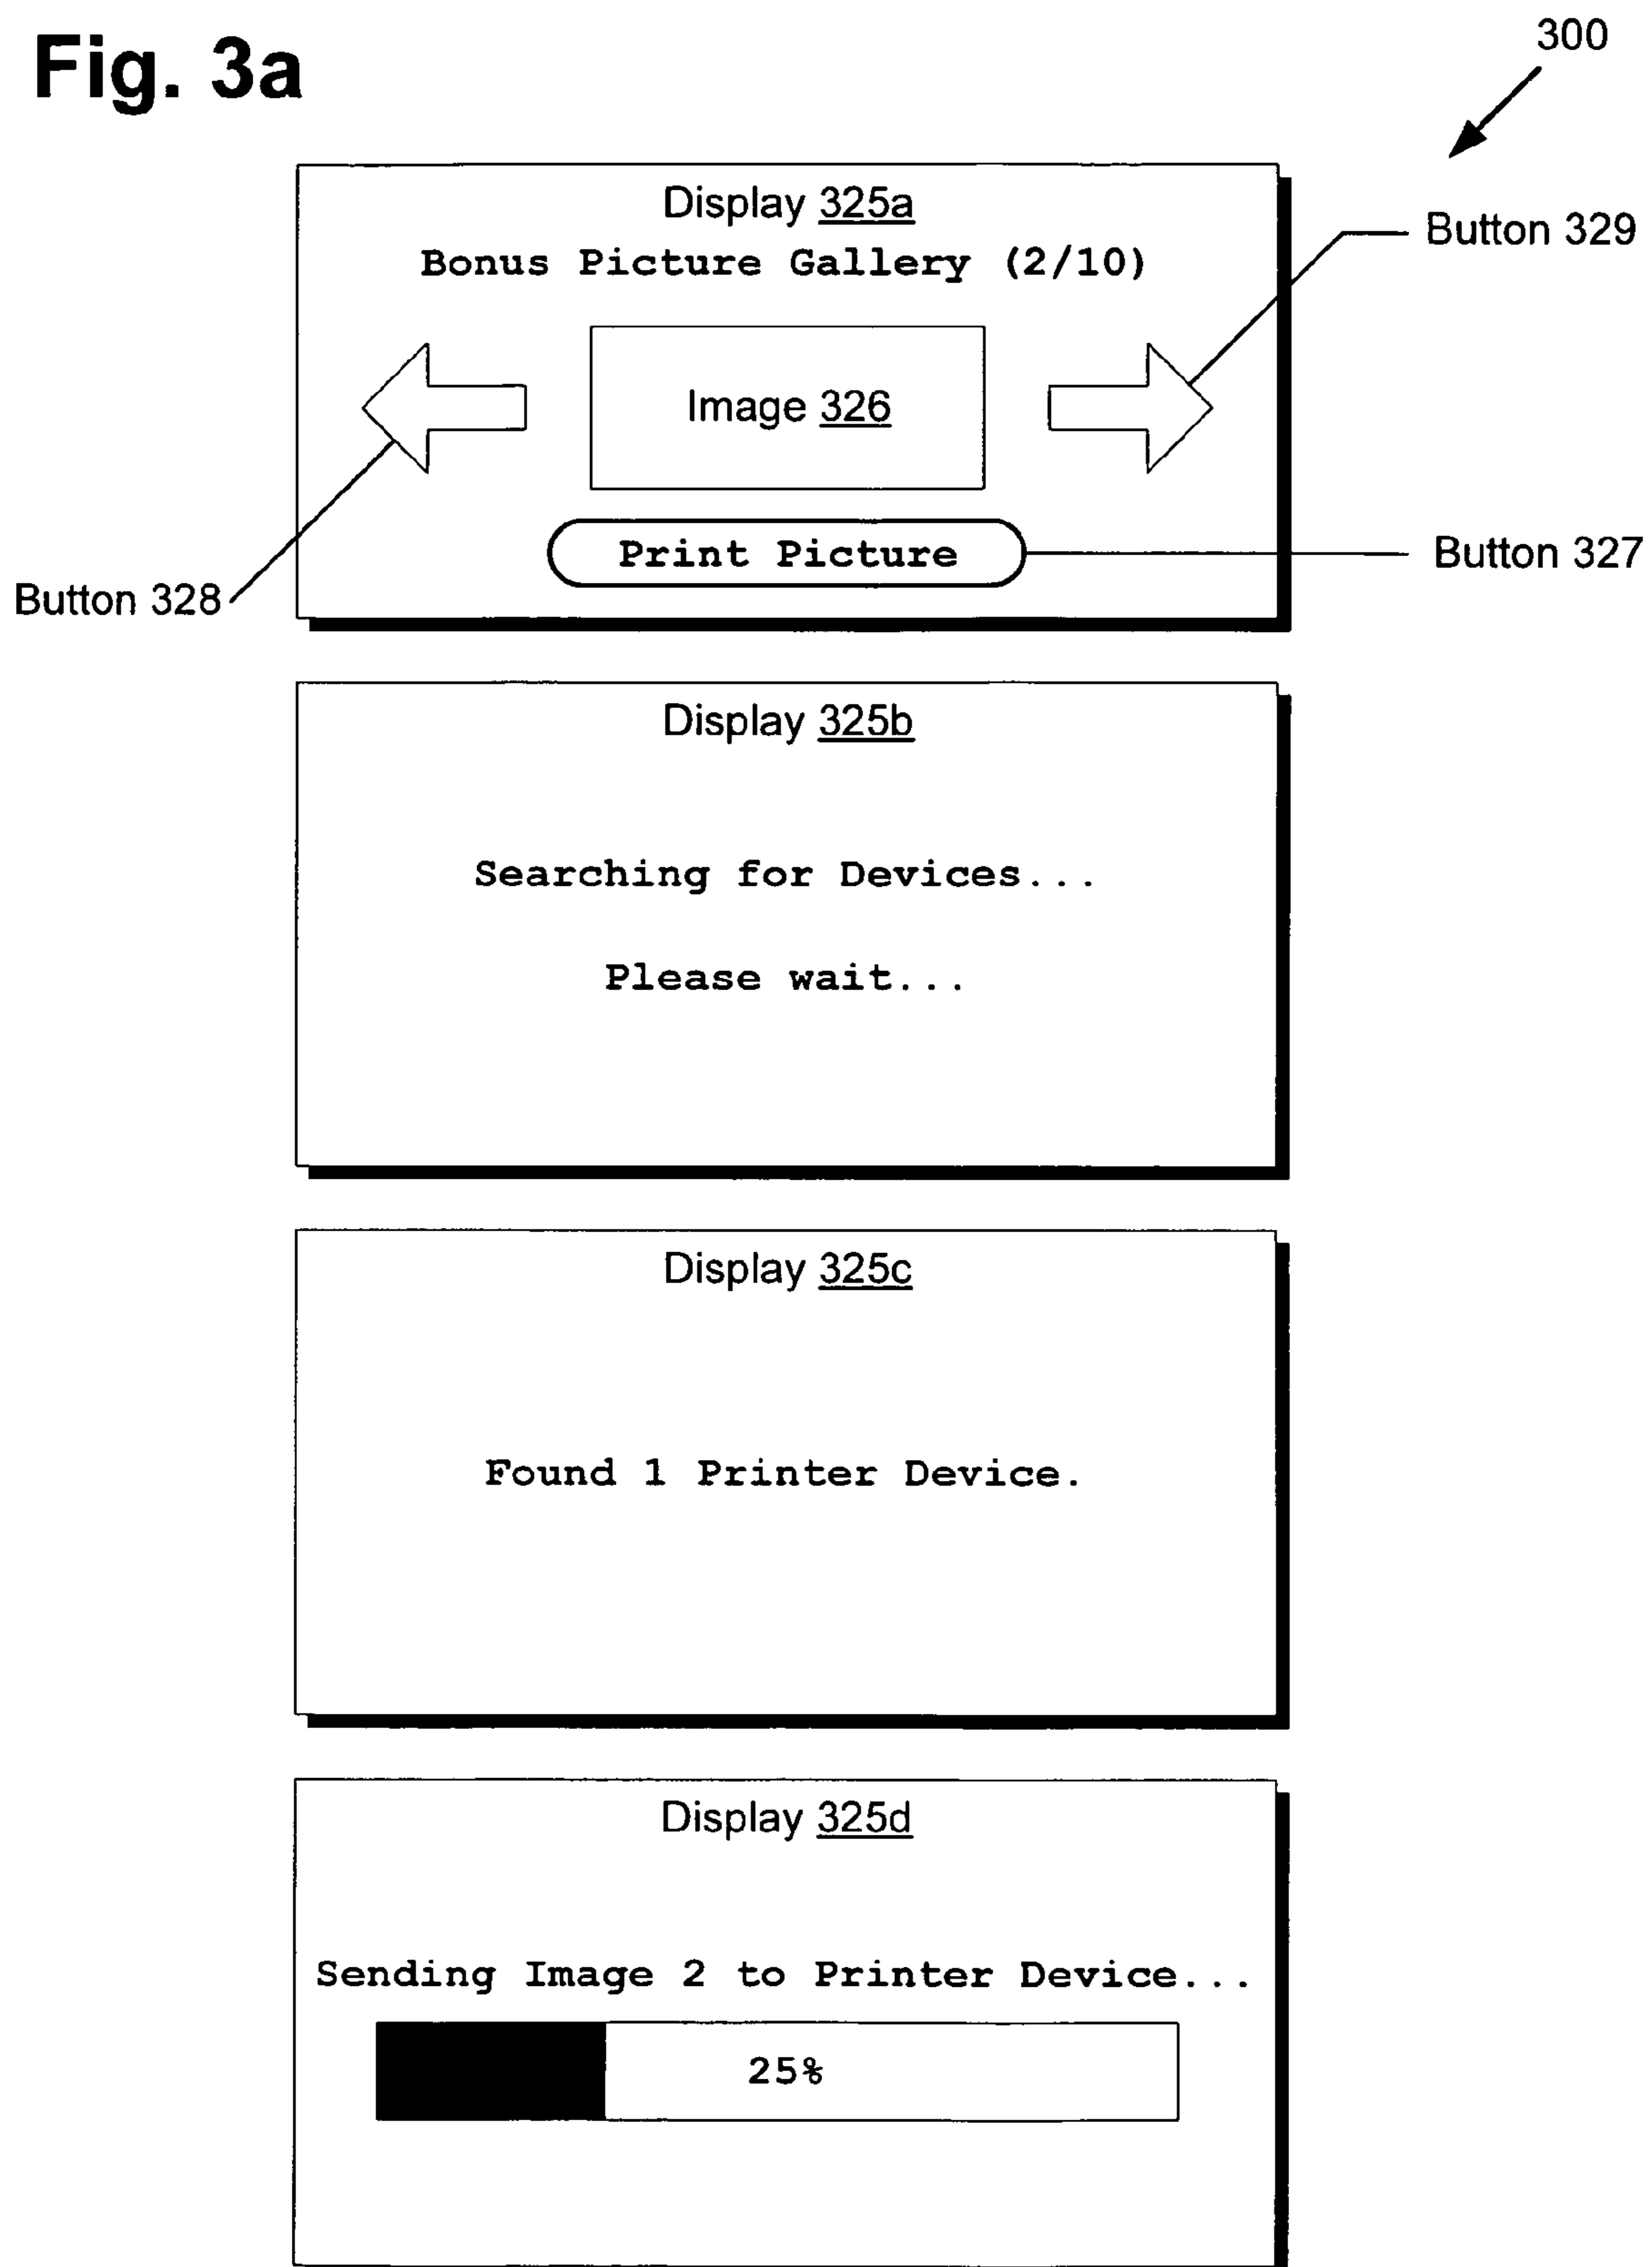 Fig. 3a
300
Display 325a
Button 329
Bonus Picture Gallery (2/10)
Image 326
Print Picture
Button 327
Button 328
Display 325b
Searching for Devices...
Please wait...
Display 325c
Found 1 Printer Device.
Display 325d
Sending Image 2 to Printer Device...
25%